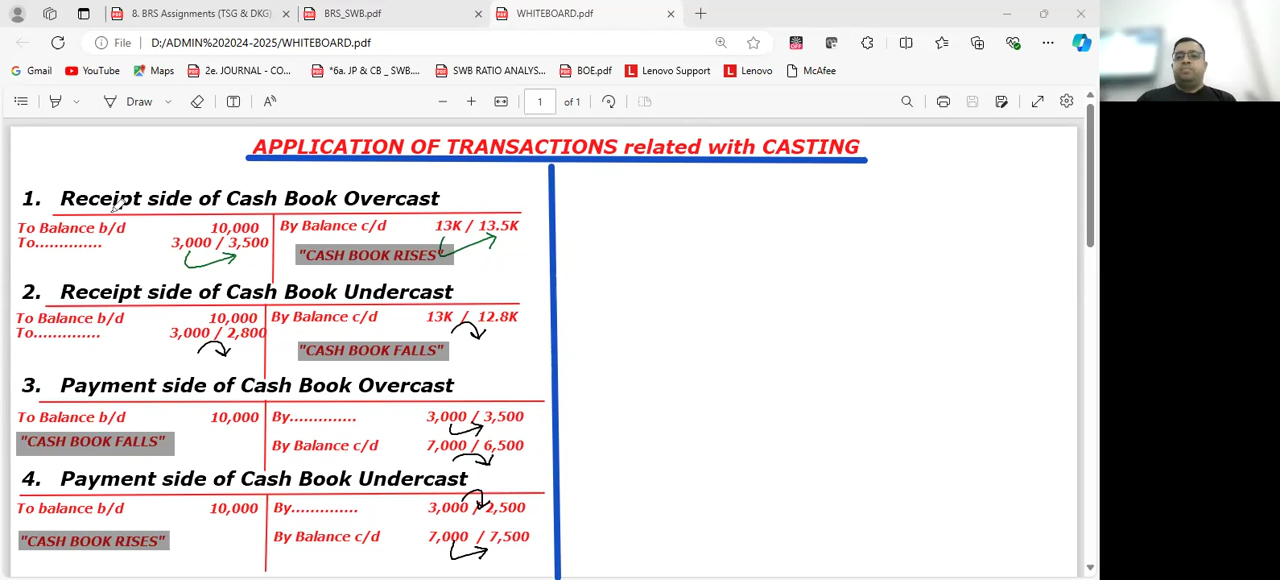 8. BRS Assignments (TSG & DKG)
BRS_SWB.pdf
WHITEBOARD.pdf
File D:/ADMIN%202024-2025/WHITEBOARD.pdf
OFF
Gmail YouTube Maps 2e. JOURNAL - CO... *6a. JP & CB _ SWB.... SWB RATIO ANALYS... BOE.pdf Lenovo Support Lenovo McAfee
Draw 1 of 1
APPLICATION OF TRANSACTIONS related with CASTING
1. Receipt side of Cash Book Overcast
To Balance b/d 10,000 By Balance c/d 13K / 13.5K
To.............. 3,000 / 3,500
"CASH BOOK RISES"
2. Receipt side of Cash Book Undercast
To Balance b/d 10,000 By Balance c/d 13K / 12.8K
To.............. 3,000 / 2,800
"CASH BOOK FALLS"
3. Payment side of Cash Book Overcast
To Balance b/d 10,000 By.............. 3,000 / 3,500
"CASH BOOK FALLS" By Balance c/d 7,000 / 6,500
4. Payment side of Cash Book Undercast
To balance b/d 10,000 By.............. 3,000 / 2,500
"CASH BOOK RISES" By Balance c/d 7,000 / 7,500